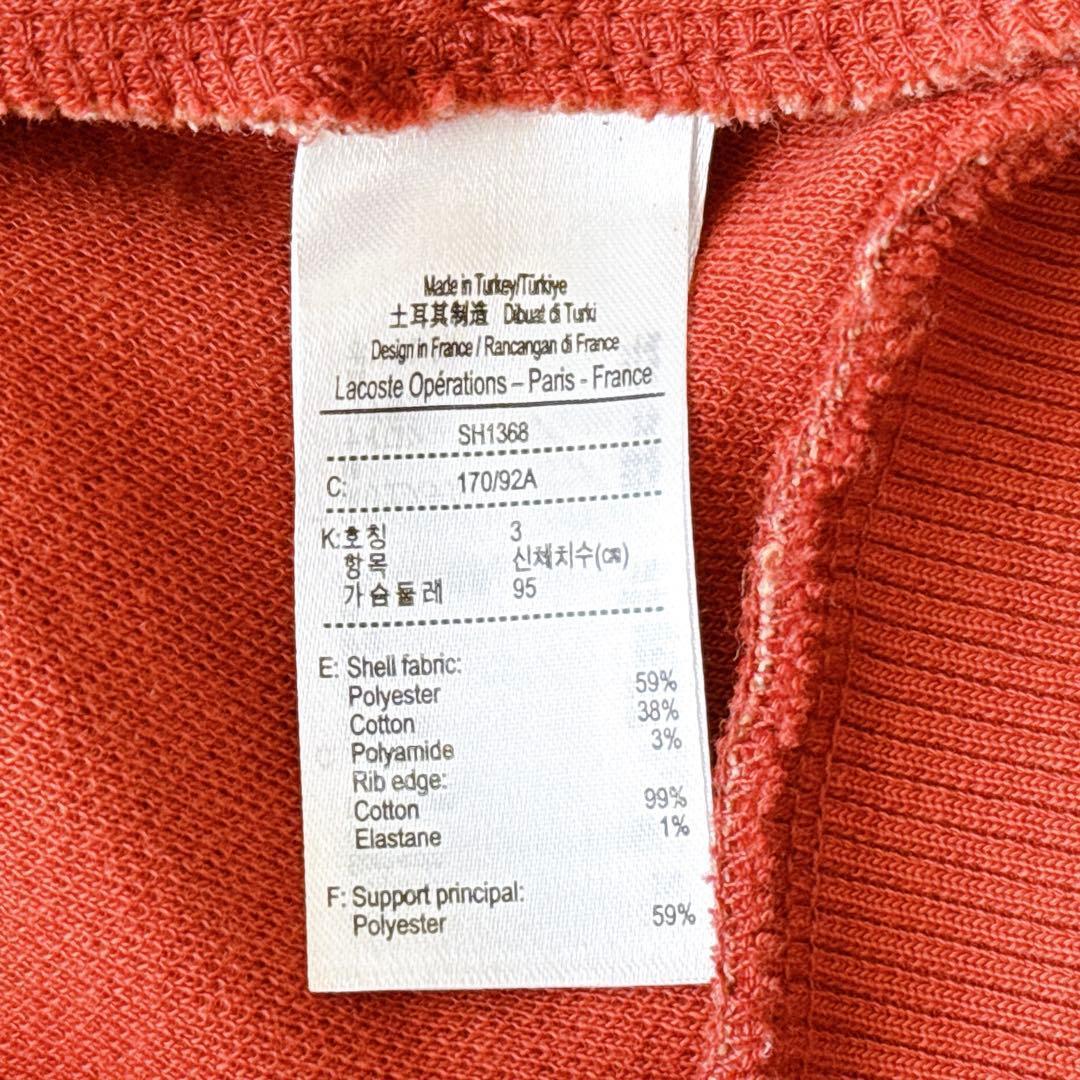 Made in Turkey/Türkiye
土耳其制造 Dibuat di Turki
Design in France / Rancangan di France
Lacoste Opérations – Paris - France
SH1368
C: 170/92A
K:호칭 3
항목 신체치수(㎝)
가슴둘레 95
E: Shell fabric:
Polyester 59%
Cotton 38%
Polyamide 3%
Rib edge:
Cotton 99%
Elastane 1%
F: Support principal:
Polyester 59%